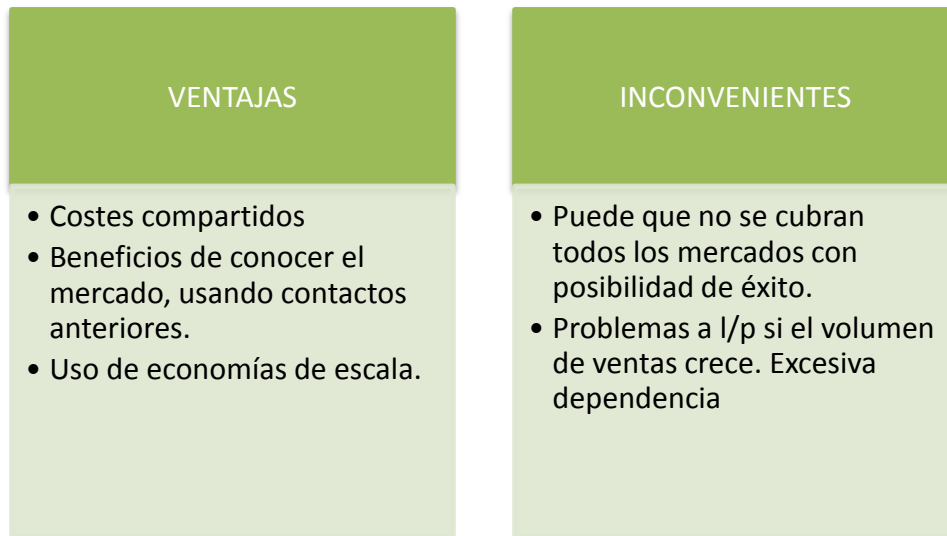 VENTAJAS
• Costes compartidos
• Beneficios de conocer el
mercado, usando contactos
anteriores.
• Uso de economías de escala.
INCONVENIENTES
• Puede que no se cubran
todos los mercados con
posibilidad de éxito.
• Problemas a l/p si el volumen
de ventas crece. Excesiva
dependencia